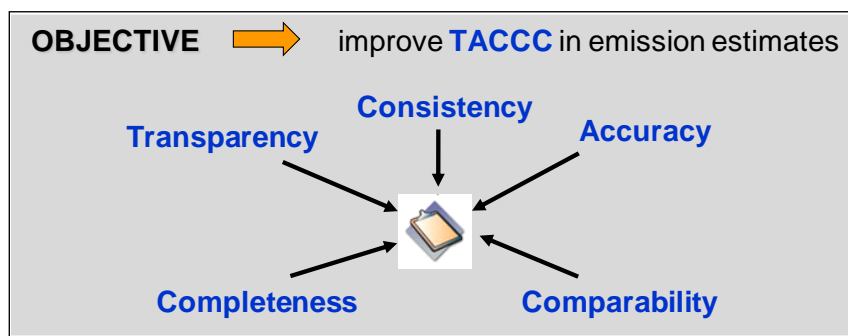 OBJECTIVE improve TACCC in emission estimates
Consistency
Transparency
Accuracy
Completeness
Comparability